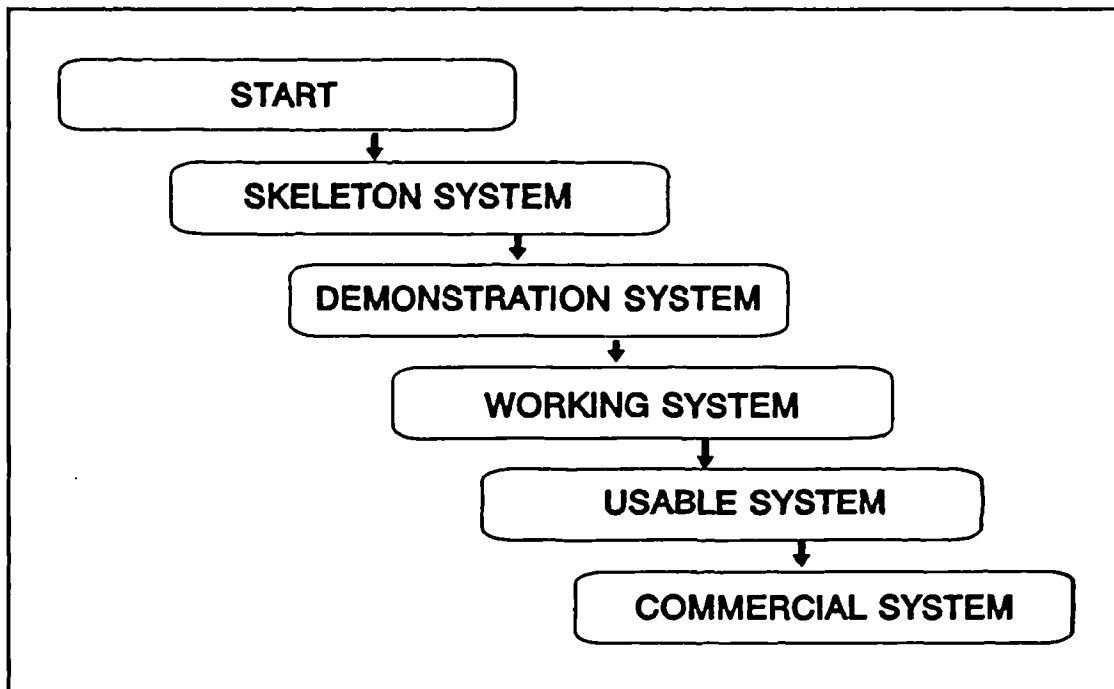 START
SKELETON SYSTEM
DEMONSTRATION SYSTEM
WORKING SYSTEM
USABLE SYSTEM
COMMERCIAL SYSTEM